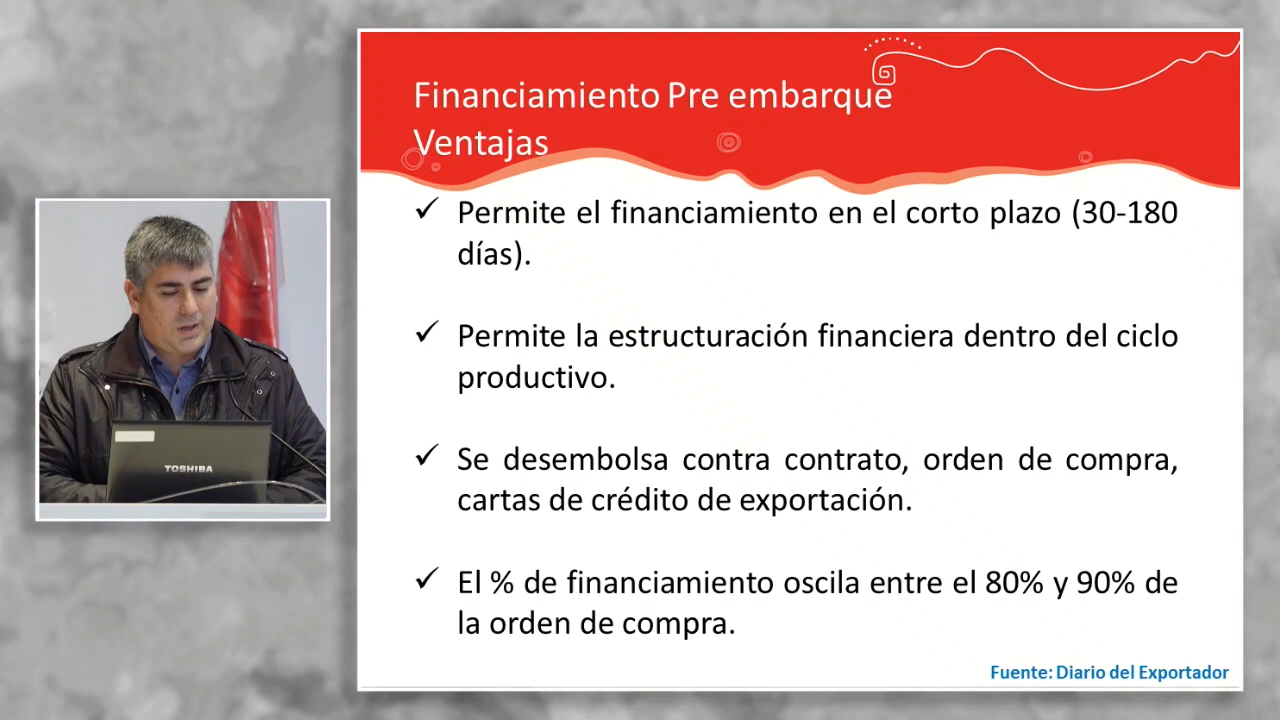 Financiamiento Pre embarque
Ventajas
✓ Permite el financiamiento en el corto plazo (30-180
días).
✓ Permite la estructuración financiera dentro del ciclo
productivo.
✓ Se desembolsa contra contrato, orden de compra,
cartas de crédito de exportación.
✓ El % de financiamiento oscila entre el 80% y 90% de
la orden de compra.
Fuente: Diario del Exportador
TOSHIBA